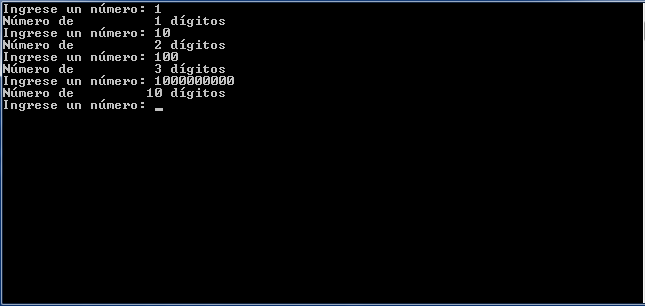 Ingrese un número: 1
Número de           1 dígitos
Ingrese un número: 10
Número de           2 dígitos
Ingrese un número: 100
Número de           3 dígitos
Ingrese un número: 1000000000
Número de          10 dígitos
Ingrese un número: _